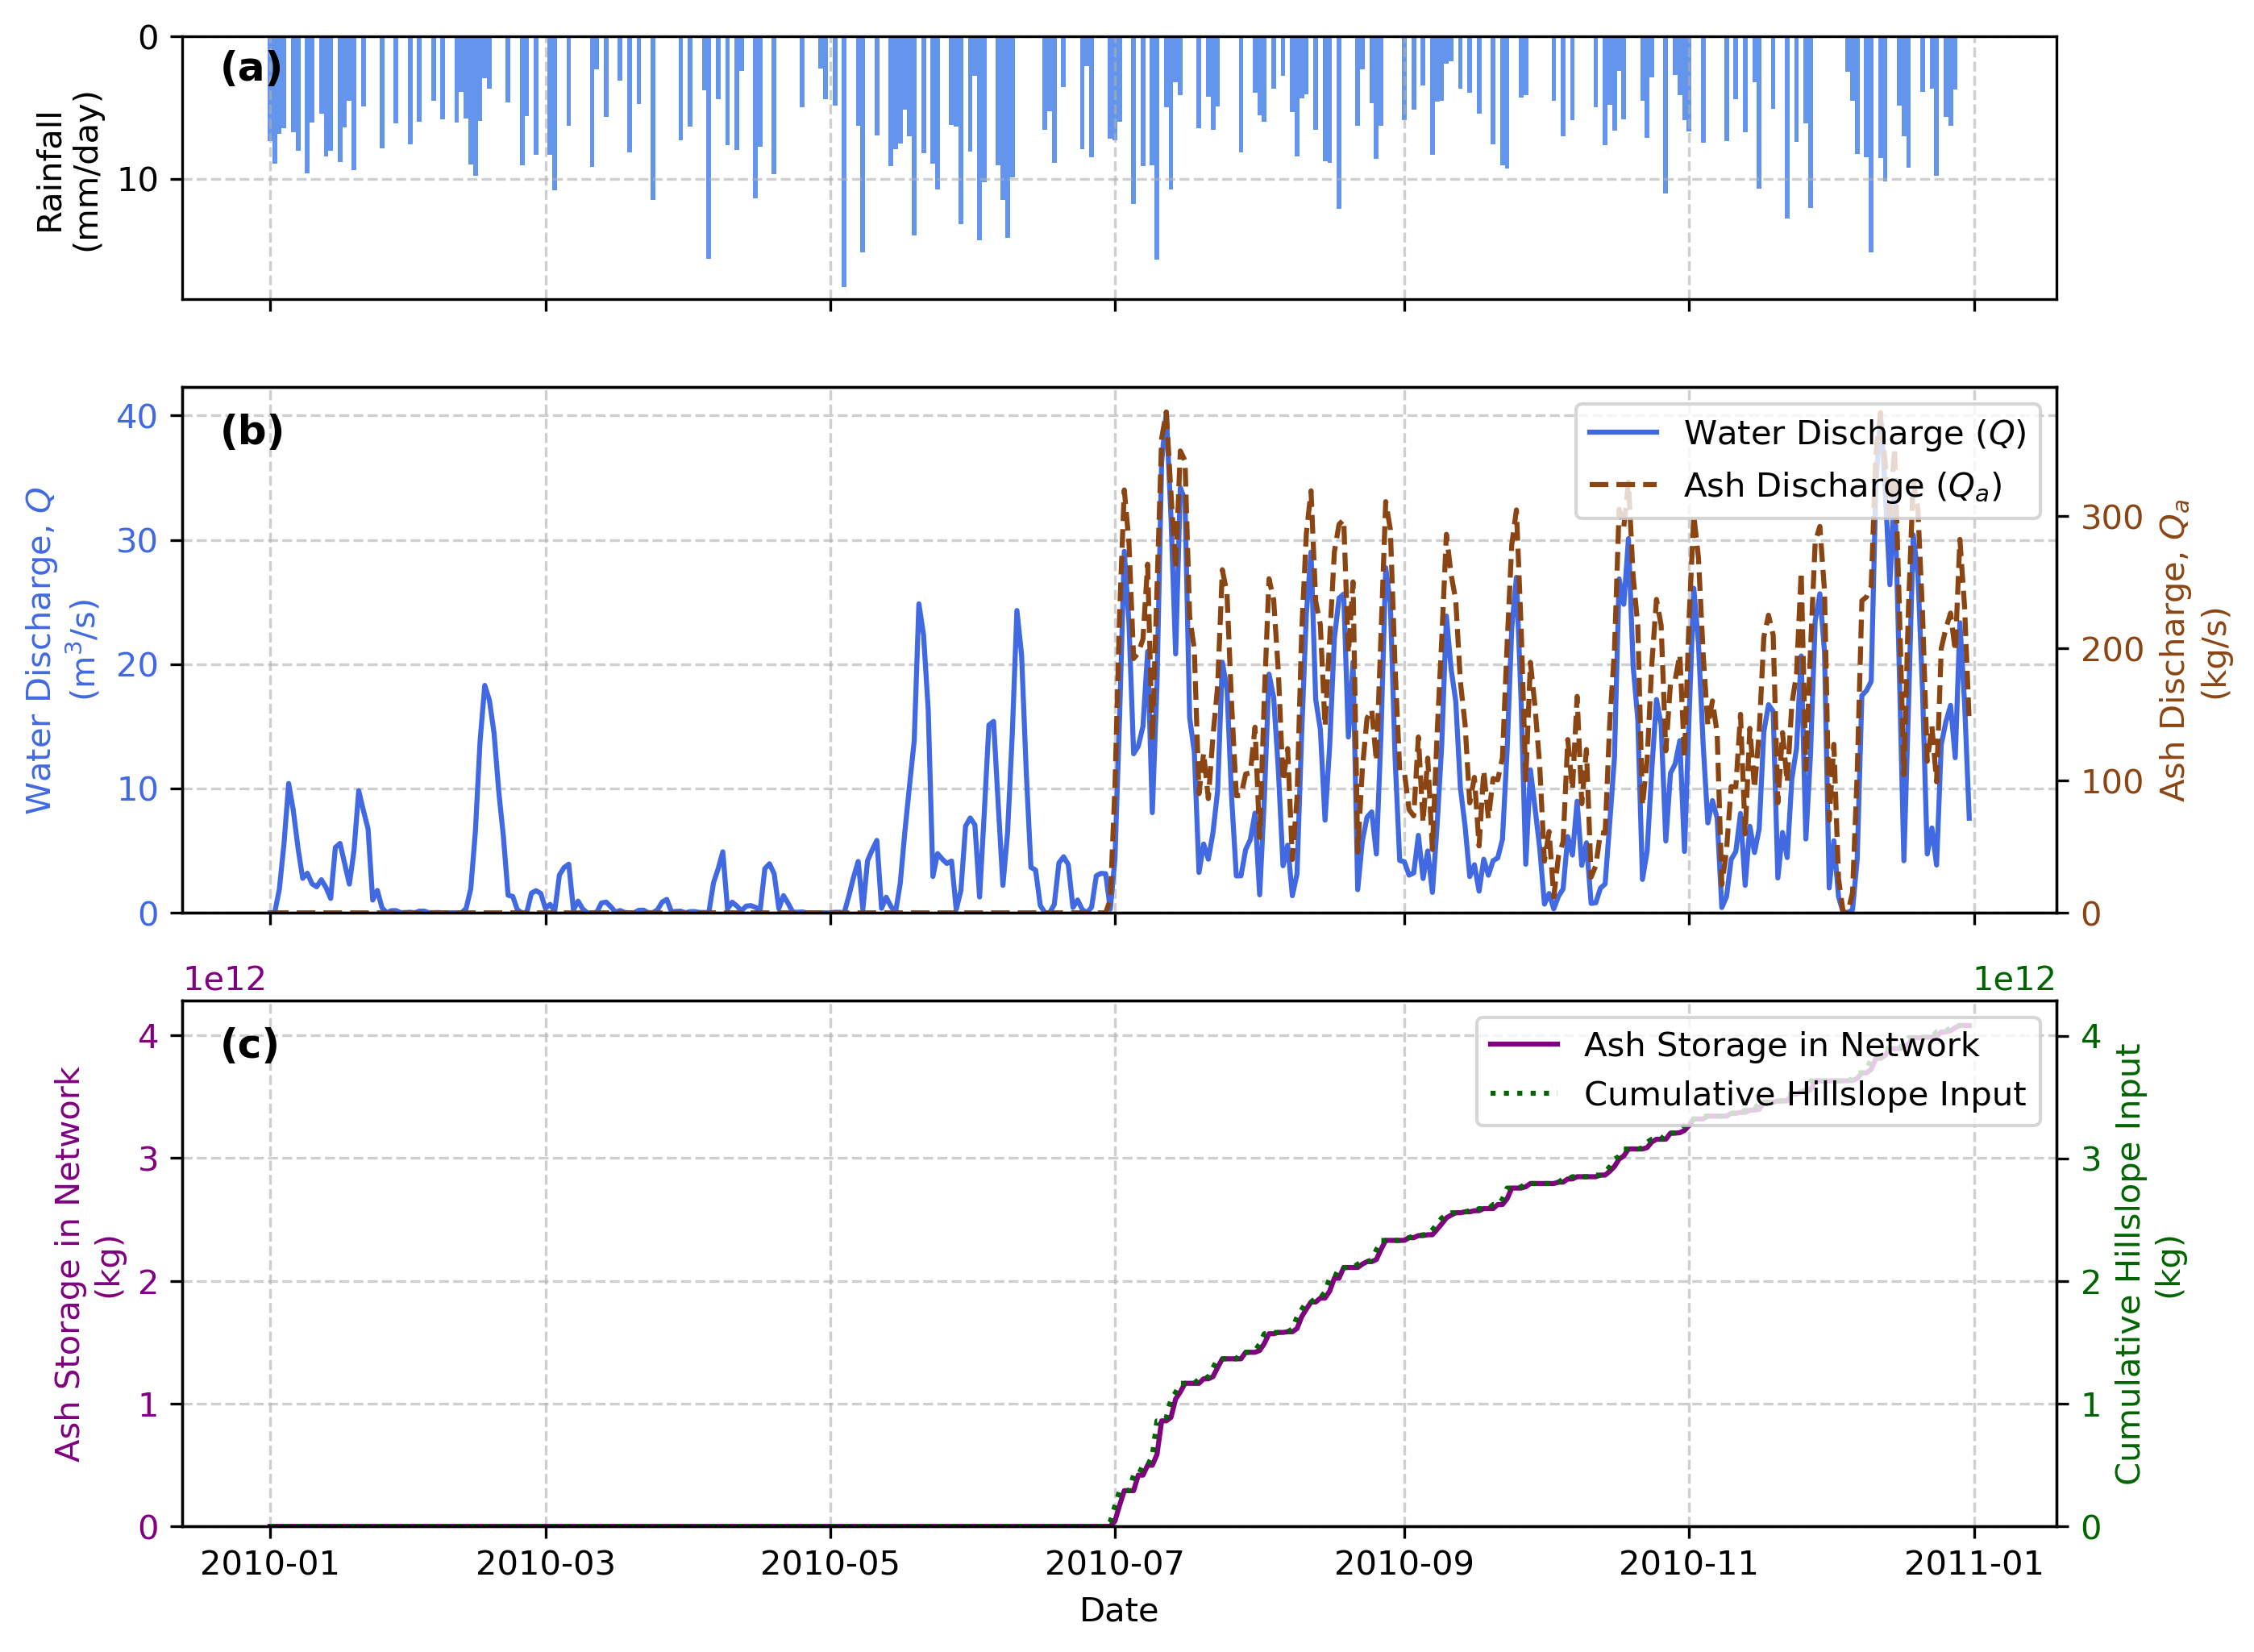 (a)
0
10
Rainfall
(mm/day)
(b)
0
10
20
30
40
Water Discharge, Q
(m³/s)
Water Discharge (Q)
Ash Discharge (Qₐ)
0
100
200
300
Ash Discharge, Qₐ
(kg/s)
1e12
1e12
(c)
0
1
2
3
4
Ash Storage in Network
(kg)
Ash Storage in Network
Cumulative Hillslope Input
0
1
2
3
4
Cumulative Hillslope Input
(kg)
2010-01 2010-03 2010-05 2010-07 2010-09 2010-11 2011-01
Date